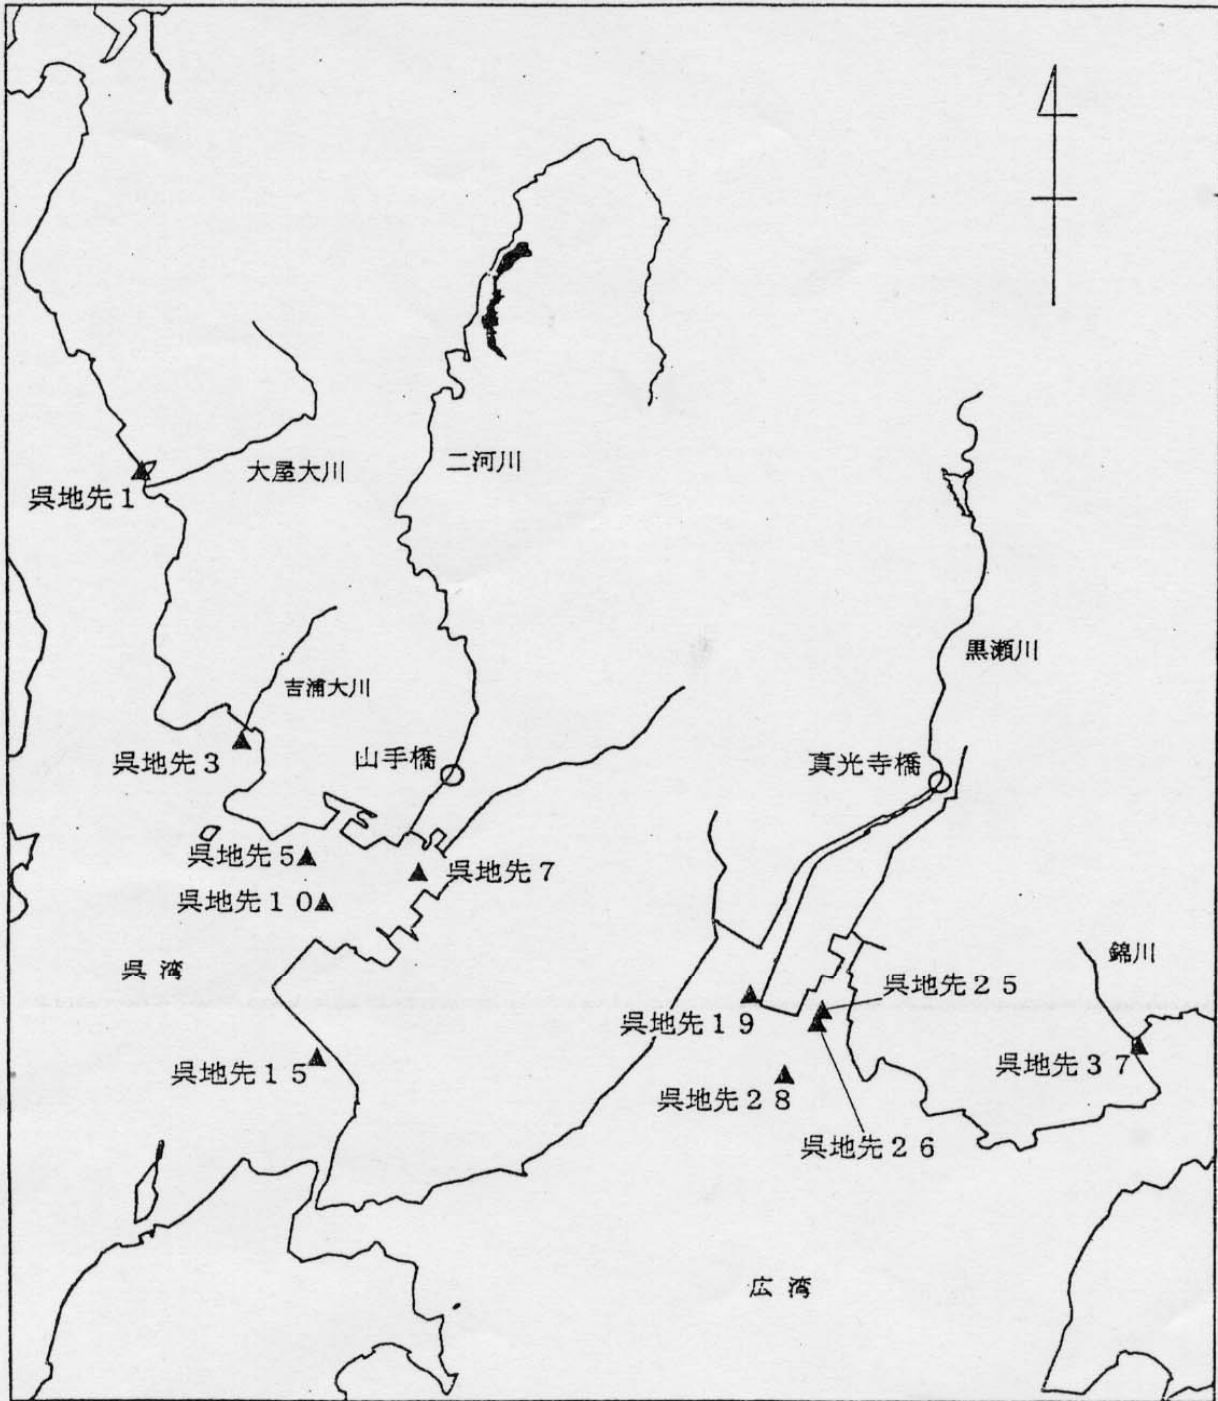 大屋大川
二河川
呉地先１
黒瀬川
吉浦大川
呉地先３
山手橋
真光寺橋
呉地先５
呉地先７
呉地先１０
呉 湾
錦川
呉地先２５
呉地先１９
呉地先３７
呉地先１５
呉地先２８
呉地先２６
広 湾